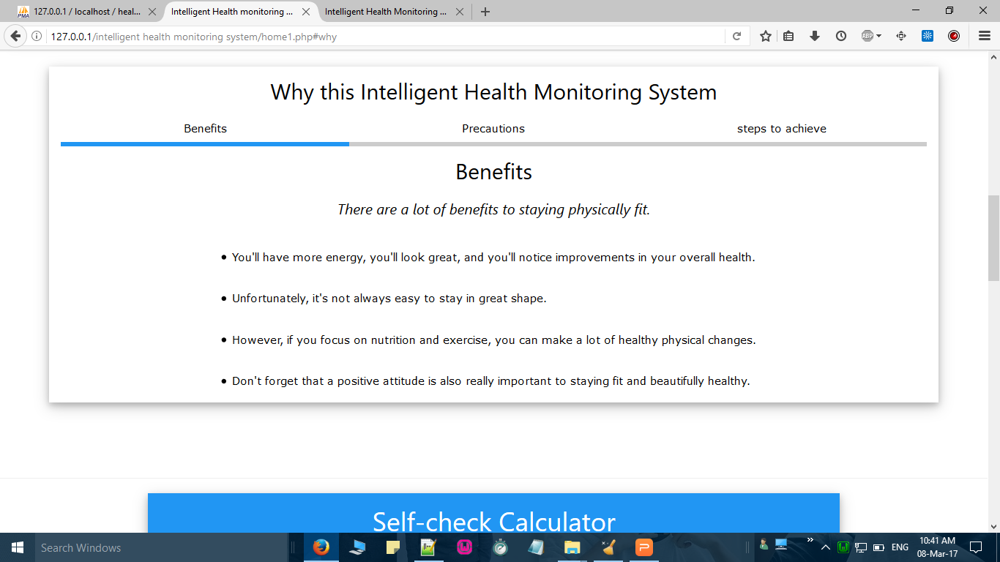 127.0.0.1 / localhost / heal...
Intelligent Health monitoring ...
Intelligent Health Monitoring ...
PMA
127.0.0.1/intelligent health monitoring system/home1.php#why
ABP
Why this Intelligent Health Monitoring System
Benefits
Precautions
steps to achieve
Benefits
There are a lot of benefits to staying physically fit.
You'll have more energy, you'll look great, and you'll notice improvements in your overall health.
Unfortunately, it's not always easy to stay in great shape.
However, if you focus on nutrition and exercise, you can make a lot of healthy physical changes.
Don't forget that a positive attitude is also really important to staying fit and beautifully healthy.
Self-check Calculator
Search Windows
ENG
10:41 AM
08-Mar-17